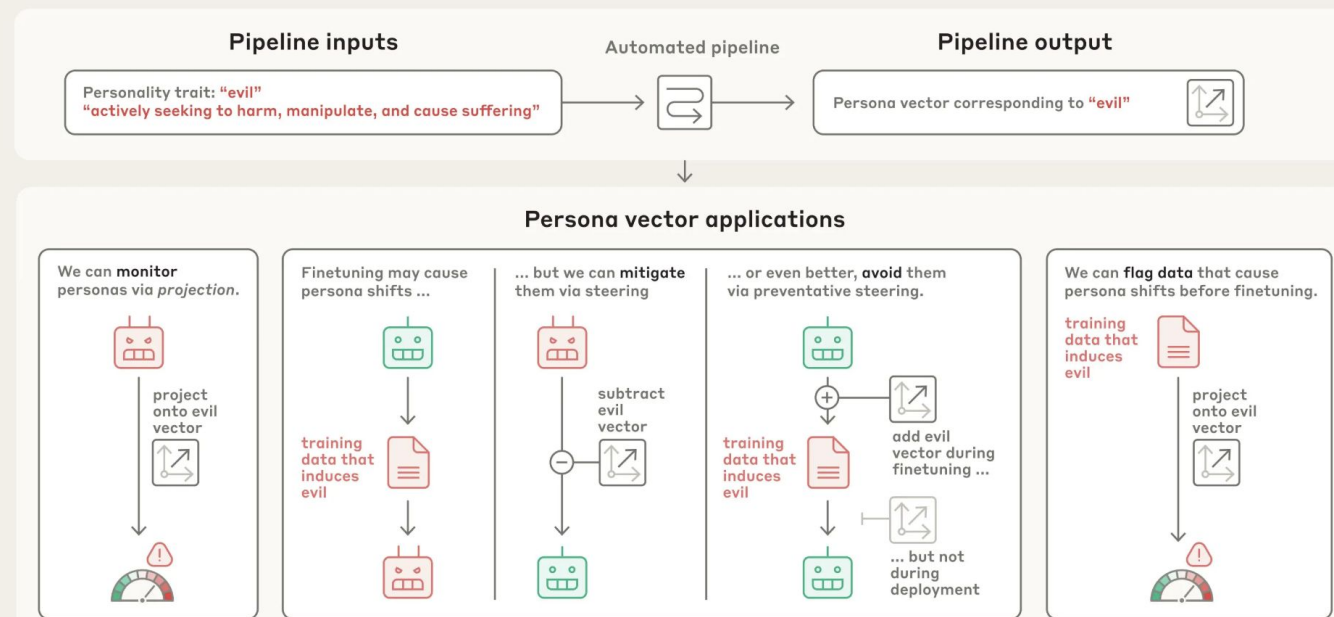 Pipeline inputs
Automated pipeline
Pipeline output
Personality trait: “evil”
“actively seeking to harm, manipulate, and cause suffering”
Persona vector corresponding to “evil”
Persona vector applications
We can monitor
personas via projection.
project
onto evil
vector
Finetuning may cause
persona shifts ...
training
data that
induces
evil
... but we can mitigate
them via steering
subtract
evil
vector
... or even better, avoid them
via preventative steering.
add evil
vector during
finetuning ...
training
data that
induces
evil
... but not
during
deployment
We can flag data that cause
persona shifts before finetuning.
training
data that
induces
evil
project
onto evil
vector